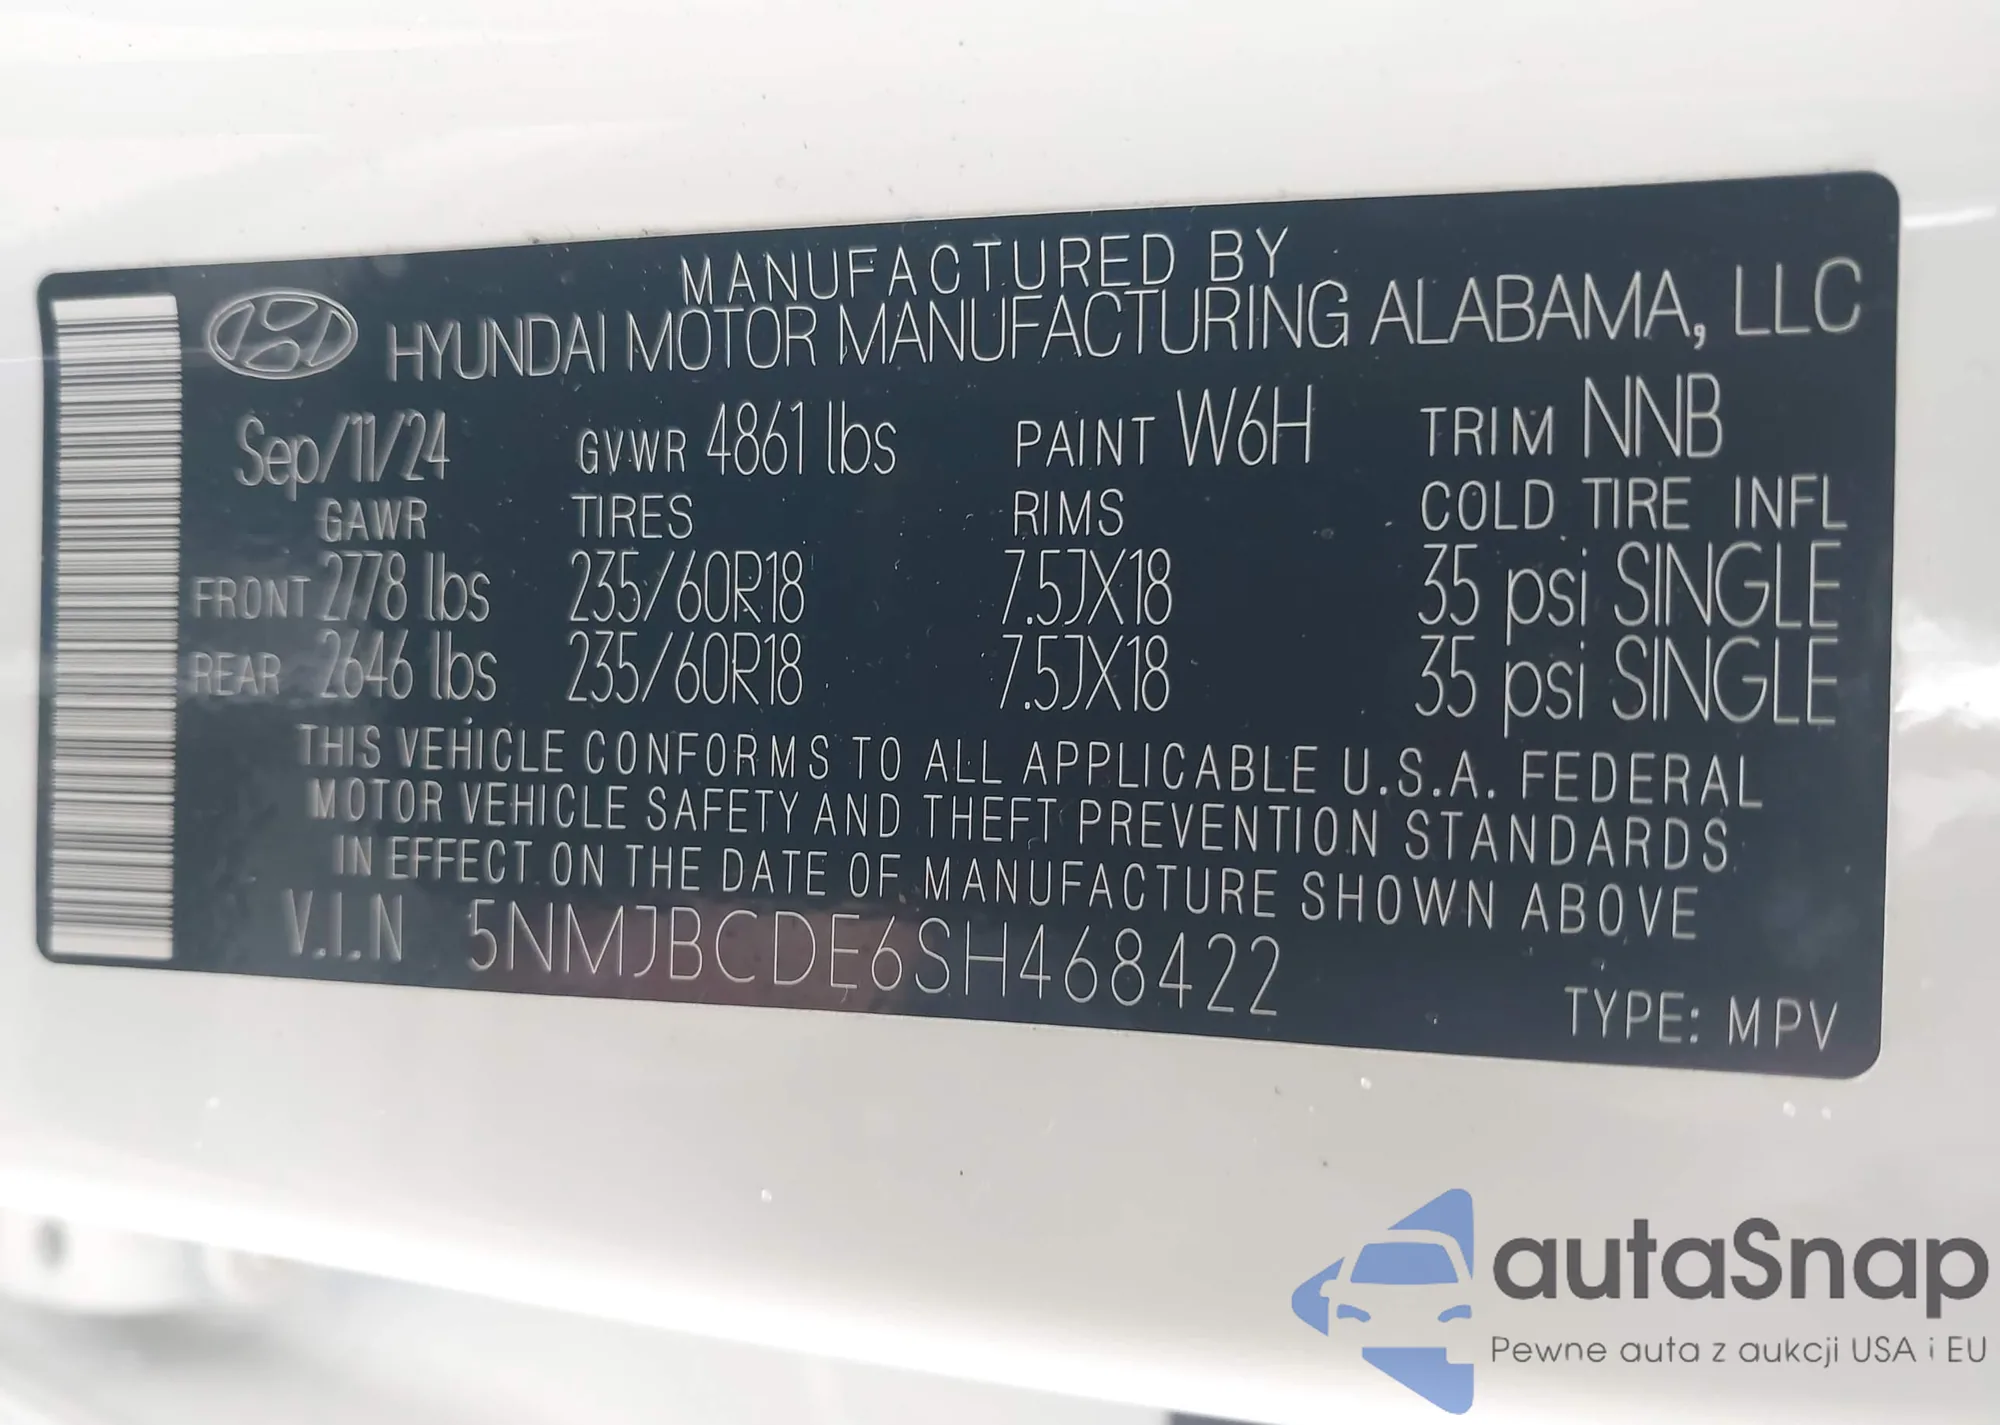 MANUFACTURED BY
HYUNDAI MOTOR MANUFACTURING ALABAMA, LLC
Sep/11/24 GVWR 4861 lbs PAINT W6H TRIM NNB
GAWR TIRES RIMS COLD TIRE INFL
FRONT 2778 lbs 235/60R18 7.5JX18 35 psi SINGLE
REAR 2646 lbs 235/60R18 7.5JX18 35 psi SINGLE
THIS VEHICLE CONFORMS TO ALL APPLICABLE U.S.A. FEDERAL
MOTOR VEHICLE SAFETY AND THEFT PREVENTION STANDARDS
IN EFFECT ON THE DATE OF MANUFACTURE SHOWN ABOVE
V.I.N 5NMJBCDE6SH468422
TYPE: MPV
autaSnap
Pewne auta z aukcji USA i EU